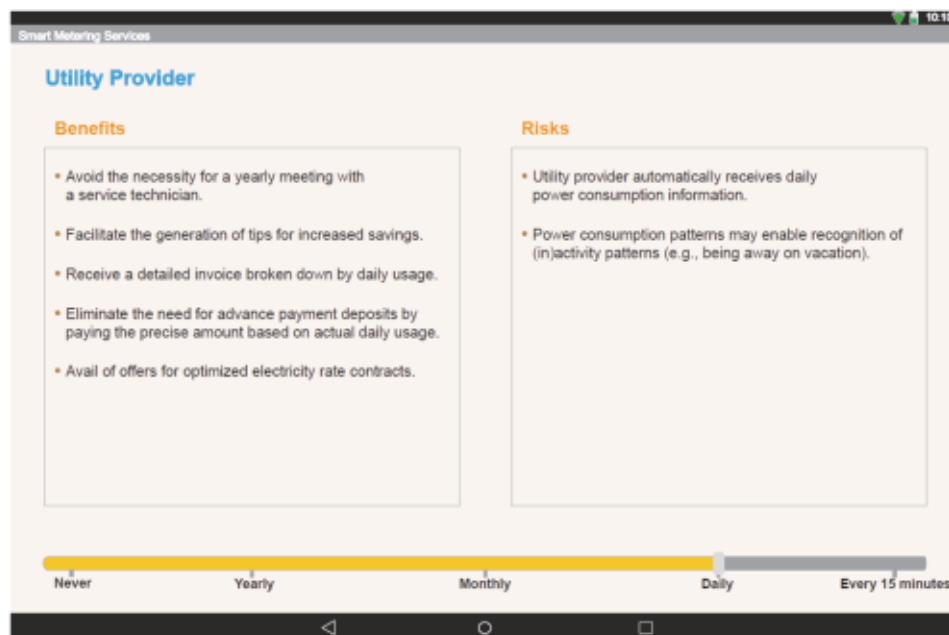 Smart Metering Services
Utility Provider
Benefits
• Avoid the necessity for a yearly meeting with
a service technician.
• Facilitate the generation of tips for increased savings.
• Receive a detailed invoice broken down by daily usage.
• Eliminate the need for advance payment deposits by
paying the precise amount based on actual daily usage.
• Avail of offers for optimized electricity rate contracts.
Risks
• Utility provider automatically receives daily
power consumption information.
• Power consumption patterns may enable recognition of
(in)activity patterns (e.g., being away on vacation).
Never Yearly Monthly Daily Every 15 minutes